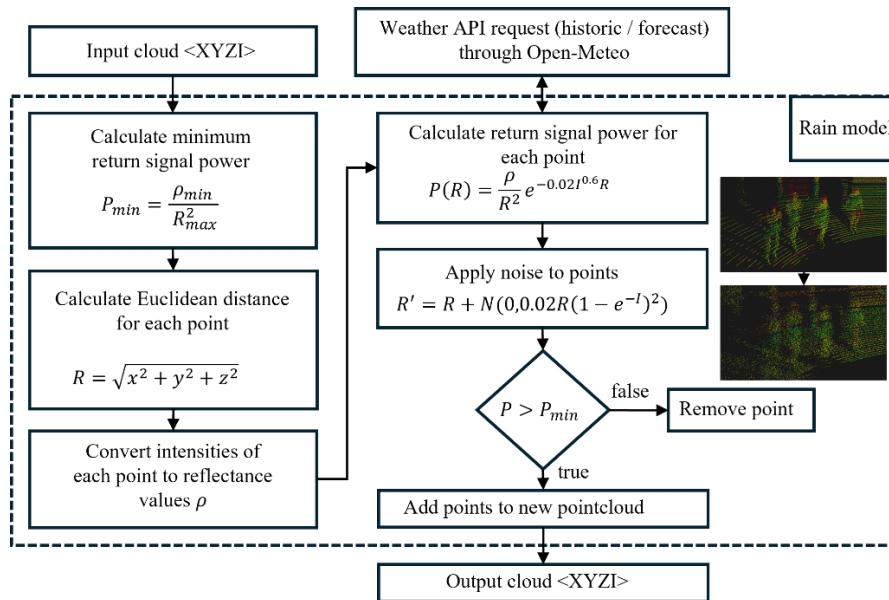 Input cloud <XYZI>
Weather API request (historic / forecast)
through Open-Meteo
Rain model
Calculate minimum
return signal power
P_min = ρ_min / R_max^2
Calculate Euclidean distance
for each point
R = √(x^2 + y^2 + z^2)
Convert intensities of
each point to reflectance
values ρ
Calculate return signal power for
each point
P(R) = ρ / R^2 e^(−0.02I^0.6R)
Apply noise to points
R′ = R + N(0,0.02R(1 − e^−I)^2)
P > P_min
false
Remove point
true
Add points to new pointcloud
Output cloud <XYZI>